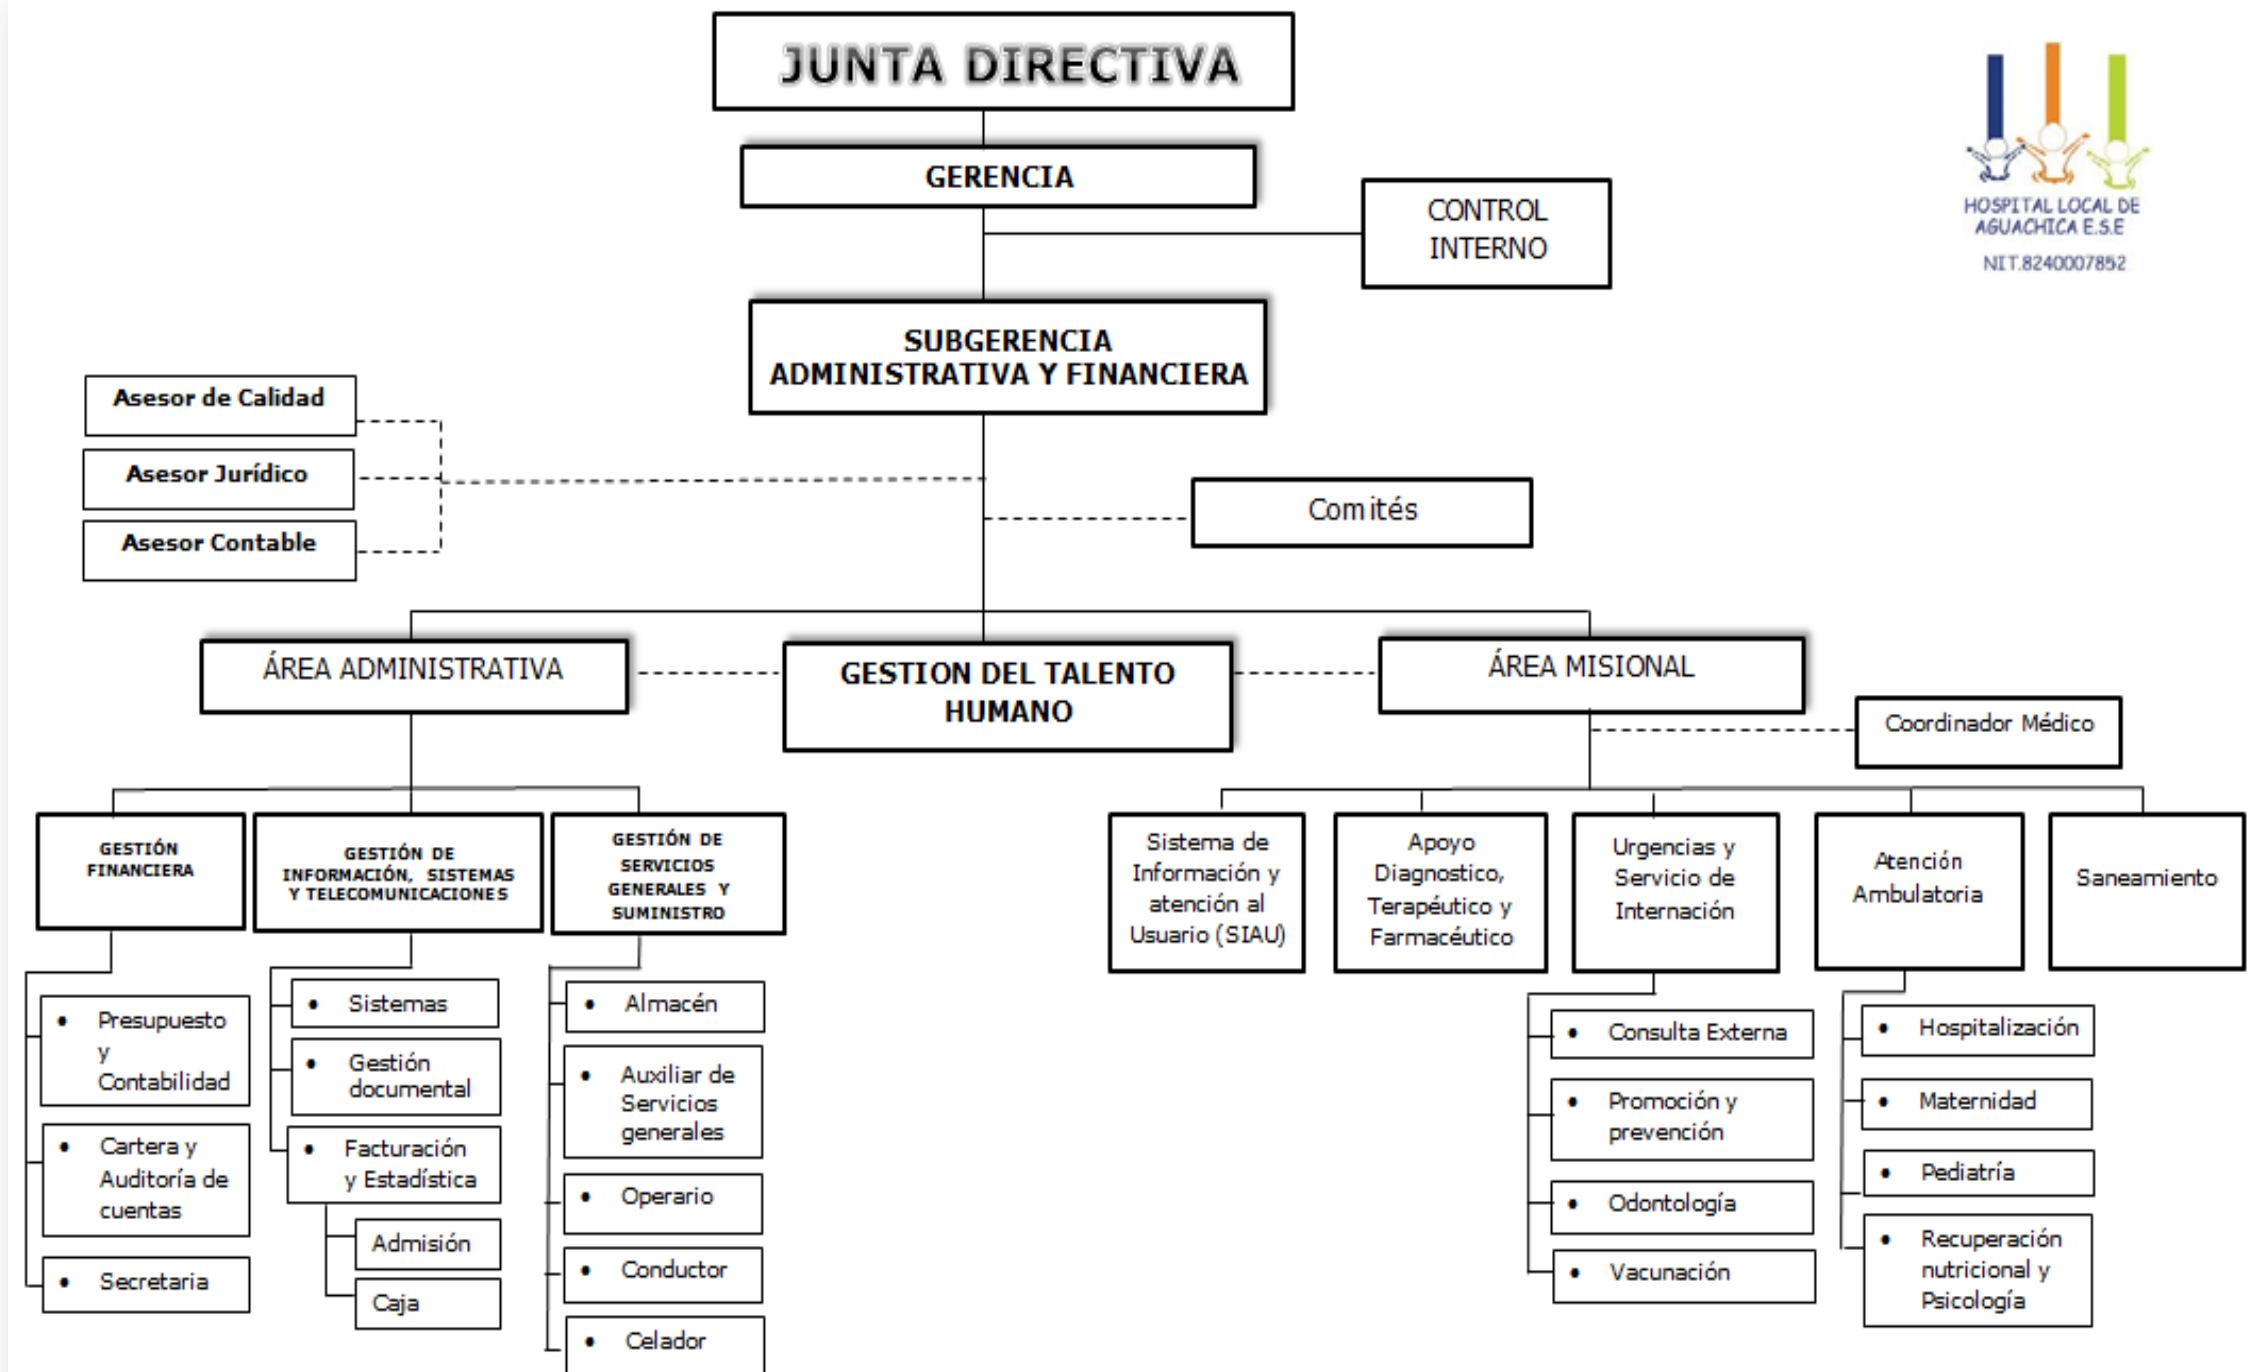 JUNTA DIRECTIVA
HOSPITAL LOCAL DE
AGUACHICA E.S.E
NIT.8240007852
GERENCIA
CONTROL
INTERNO
SUBGERENCIA
ADMINISTRATIVA Y FINANCIERA
Asesor de Calidad
Asesor Jurídico
Asesor Contable
Comités
ÁREA ADMINISTRATIVA
GESTION DEL TALENTO
HUMANO
ÁREA MISIONAL
Coordinador Médico
GESTIÓN
FINANCIERA
GESTIÓN DE
INFORMACIÓN, SISTEMAS
Y TELECOMUNICACIONES
GESTIÓN DE
SERVICIOS
GENERALES Y
SUMINISTRO
Sistema de
Información y
atención al
Usuario (SIAU)
Apoyo
Diagnostico,
Terapéutico y
Farmacéutico
Urgencias y
Servicio de
Internación
Atención
Ambulatoria
Saneamiento
• Presupuesto
y
Contabilidad
• Cartera y
Auditoría de
cuentas
• Secretaria
• Sistemas
• Gestión
documental
• Facturación
y Estadística
Admisión
Caja
• Almacén
• Auxiliar de
Servicios
generales
• Operario
• Conductor
• Celador
• Consulta Externa
• Promoción y
prevención
• Odontología
• Vacunación
• Hospitalización
• Maternidad
• Pediatría
• Recuperación
nutricional y
Psicología